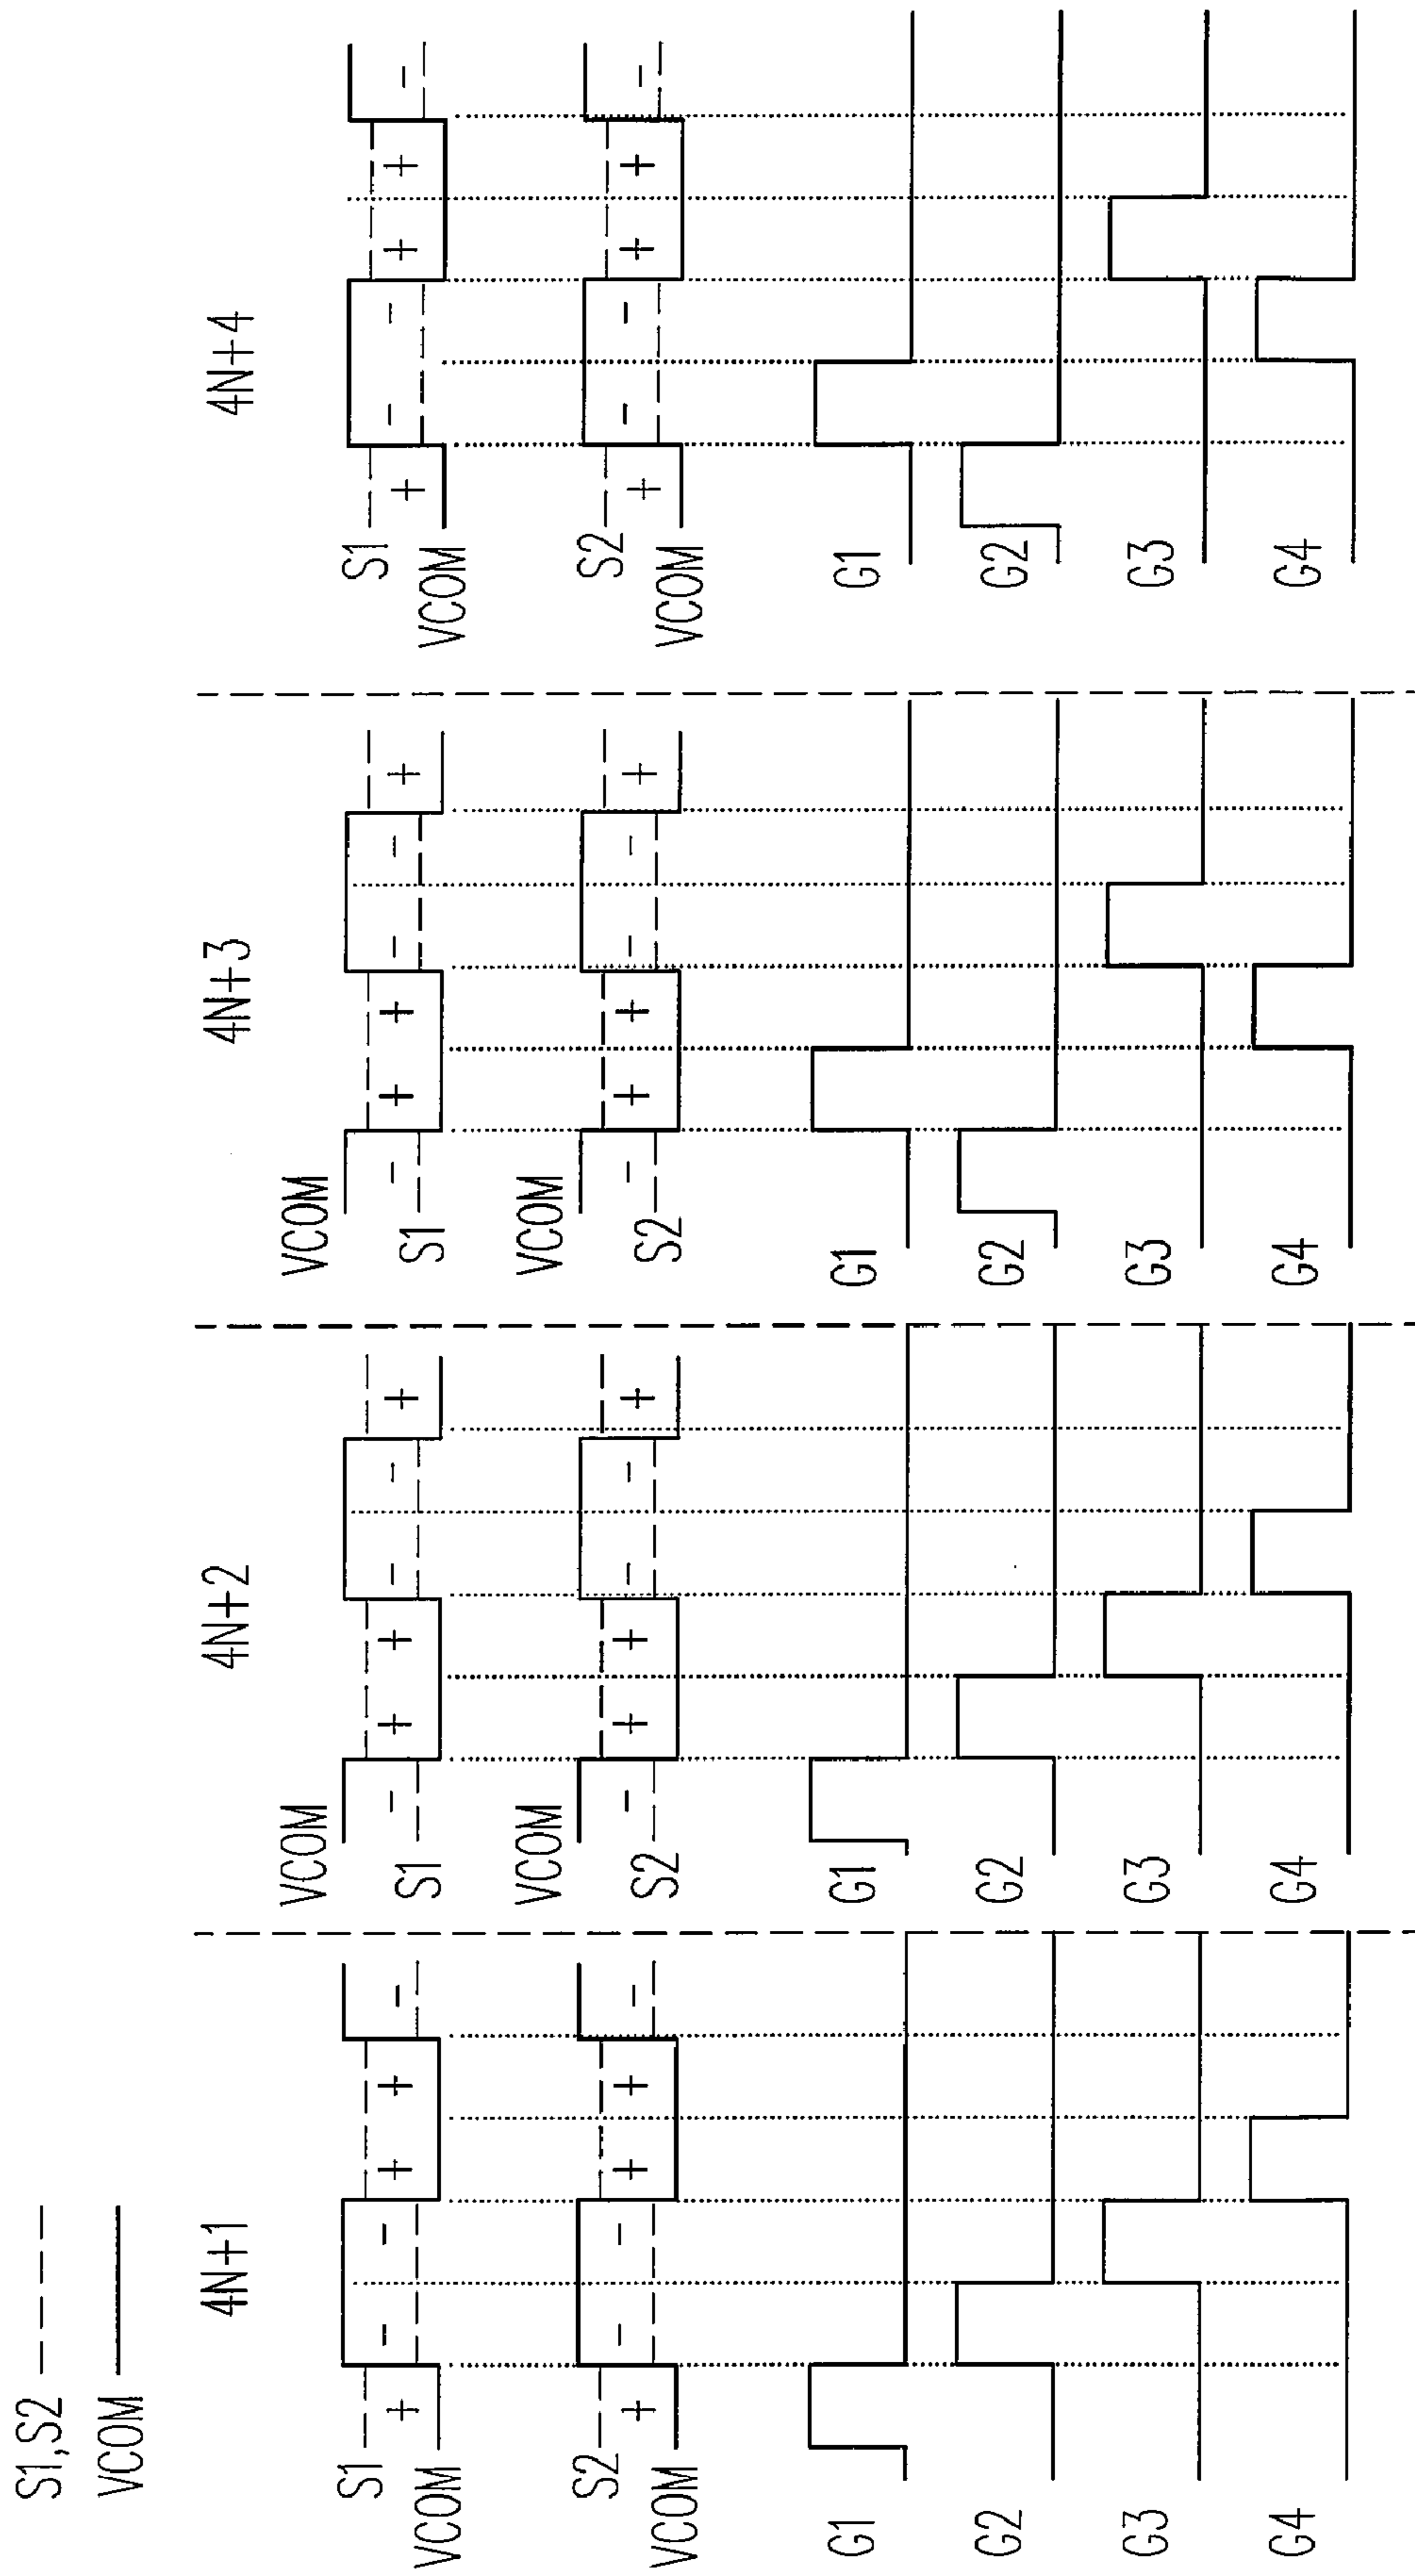 S1,S2
VCOM
4N+1
4N+2
4N+3
4N+4
S1
VCOM
+ - - + + -
S2
VCOM
+ - - + + -
G1
G2
G3
G4
VCOM
S1
- + + - - +
VCOM
S2
- + + - - +
G1
G2
G3
G4
VCOM
S1
- + + - - +
VCOM
S2
- + + - - +
G1
G2
G3
G4
S1
VCOM
+ - - + + -
S2
VCOM
+ - - + + -
G1
G2
G3
G4